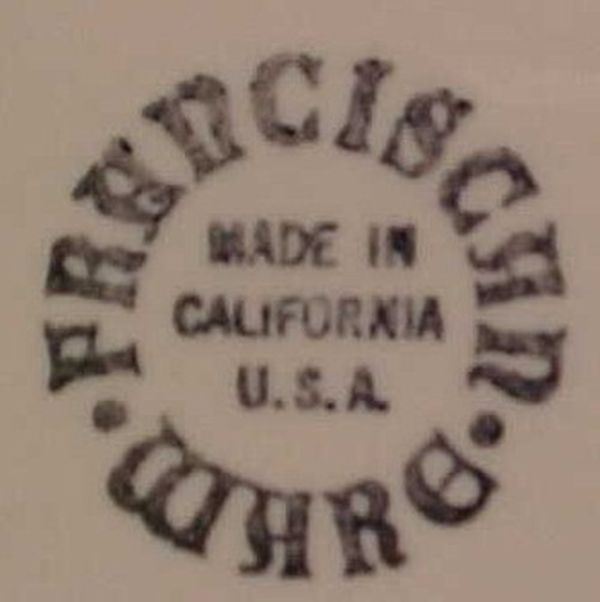 FRANCISCAN
MADE IN
CALIFORNIA
U.S.A.
WARE